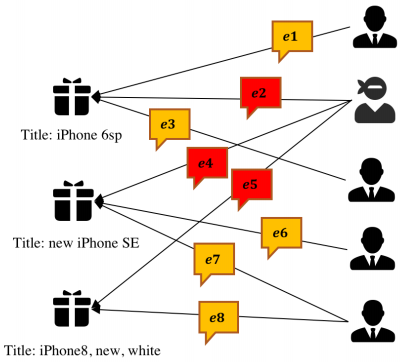 e1
e2
e3
Title: iPhone 6sp
e4
e5
e6
Title: new iPhone SE
e7
e8
Title: iPhone8, new, white